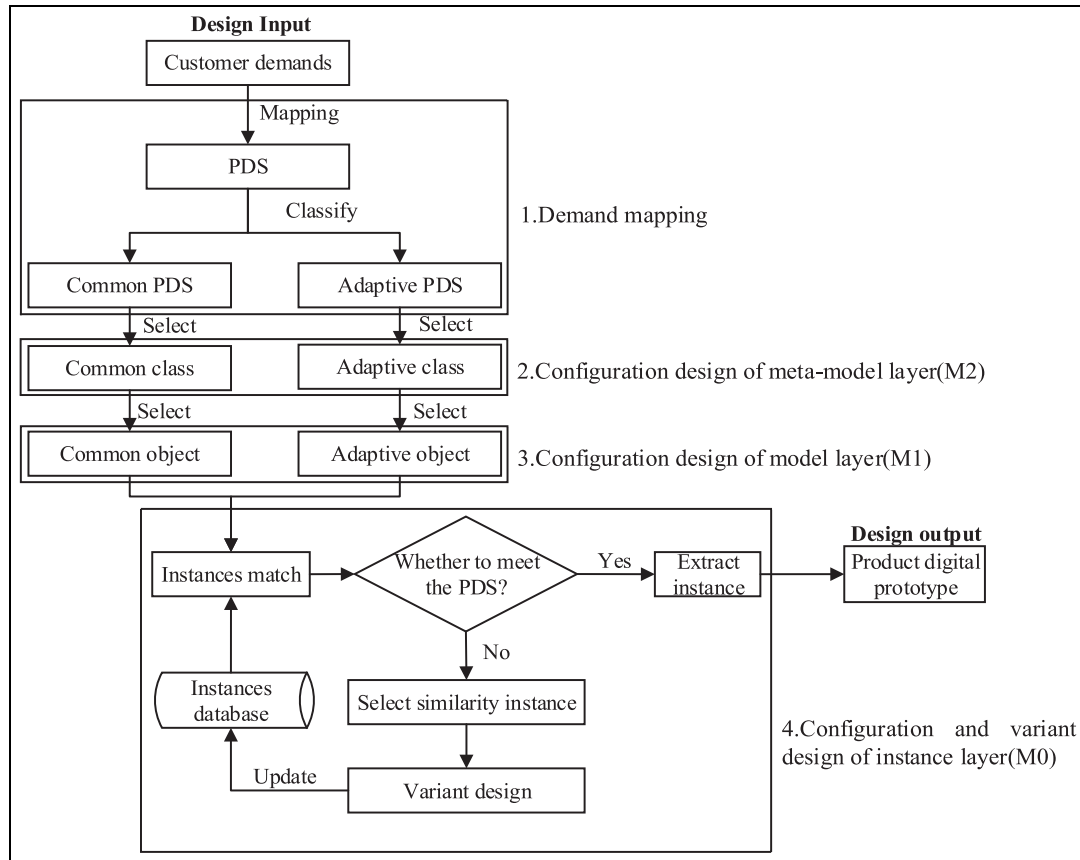 Design Input
Customer demands
Mapping
PDS
Classify
1.Demand mapping
Common PDS
Adaptive PDS
Select
Select
Common class
Adaptive class
2.Configuration design of meta-model layer(M2)
Select
Select
Common object
Adaptive object
3.Configuration design of model layer(M1)
Instances match
Whether to meet
the PDS?
Yes
Extract
instance
Design output
Product digital
prototype
No
Instances
database
Select similarity instance
Update
Variant design
4.Configuration and variant
design of instance layer(M0)